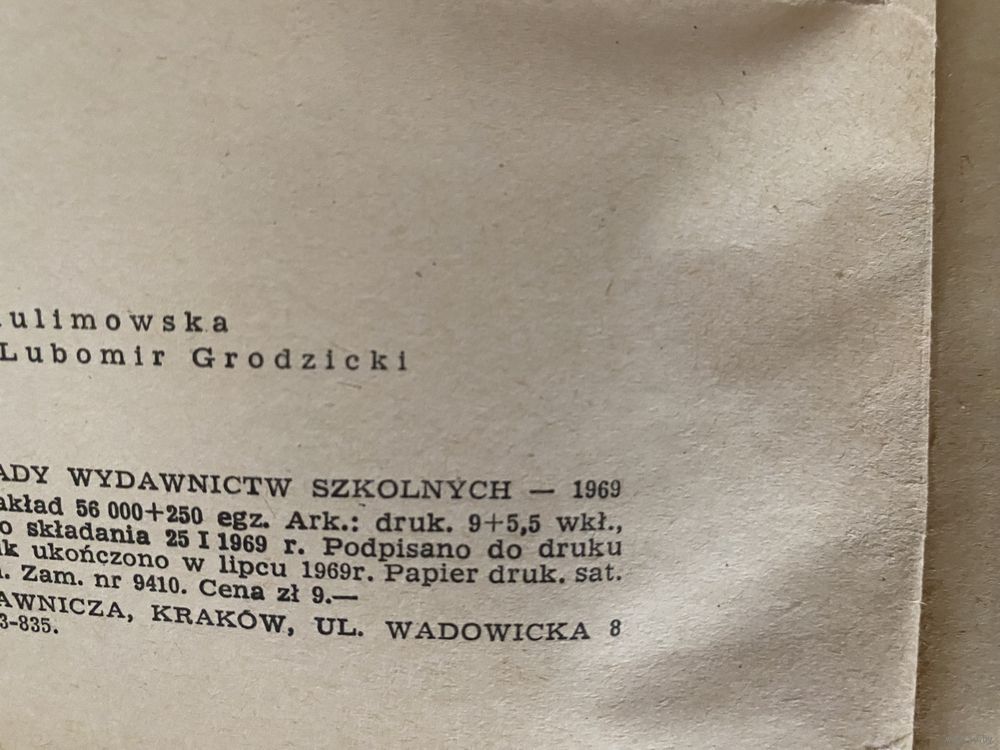 ulimowska
Lubomir Grodzicki
ADY WYDAWNICTW SZKOLNYCH — 1969
akład 56 000+250 egz. Ark.: druk. 9+5,5 wkł.,
o składania 25 I 1969 r. Podpisano do druku
uk ukończono w lipcu 1969r. Papier druk. sat.
. Zam. nr 9410. Cena zł 9.—
AWNICZA, KRAKÓW, UL. WADOWICKA 8
3-835.